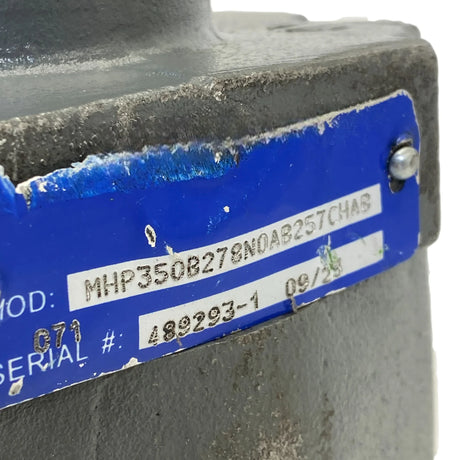 MOD: MHP350B278N0AB257CHAB
071
SERIAL #: 489293-1 09/23